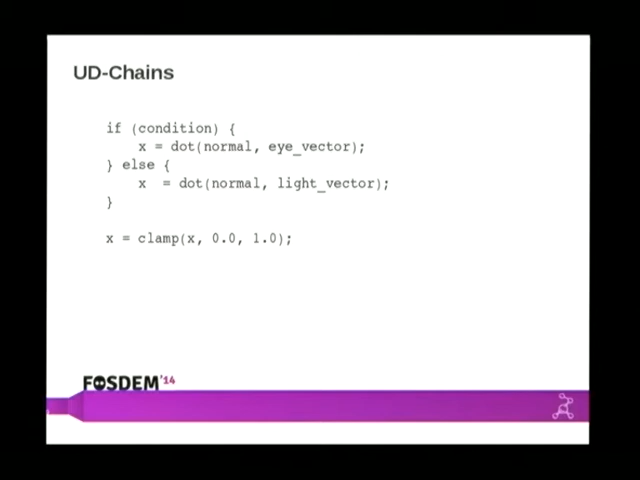 UD-Chains
if (condition) {
    x = dot(normal, eye_vector);
} else {
    x  = dot(normal, light_vector);
}
x = clamp(x, 0.0, 1.0);
FOSDEM'14